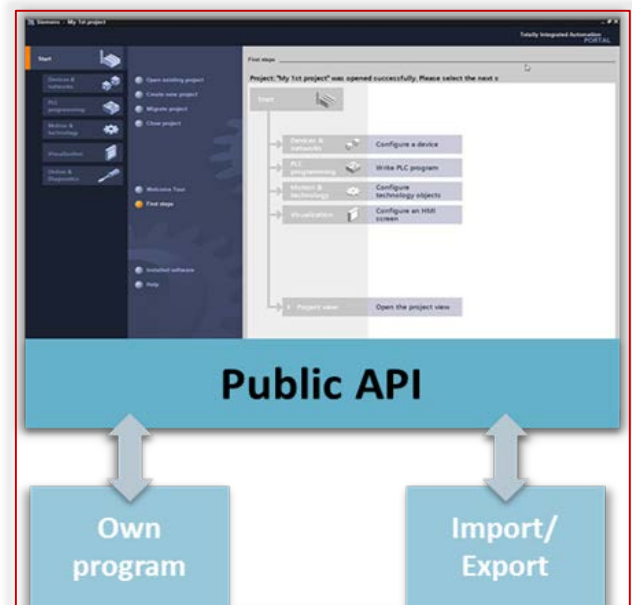 Siemens - My 1st project
Totally Integrated Automation
PORTAL
Start
Devices &
networks
PLC
programming
Motion &
technology
Visualization
Online &
Diagnostics
Open existing project
Create new project
Migrate project
Close project
Welcome Tour
First steps
Installed software
Help
First steps
Project: "My 1st project" was opened successfully. Please select the next s
Start
Devices &
networks
Configure a device
PLC
programming
Write PLC program
Motion &
technology
Configure
technology objects
Visualization
Configure an HMI
screen
Project view
Open the project view
Public API
Own
program
Import/
Export